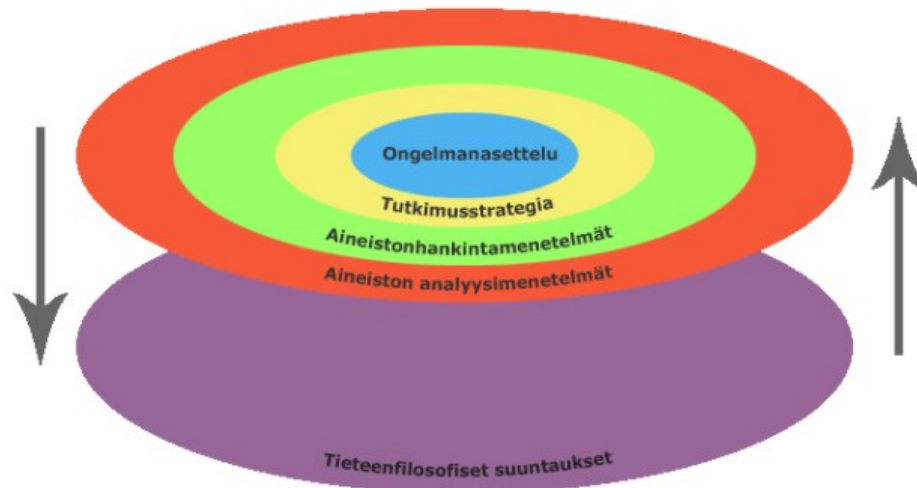 Ongelmanasettelu
Tutkimusstrategia
Aineistonhankintamenetelmät
Aineiston analyysimenetelmät
Tieteenfilosofiset suuntaukset